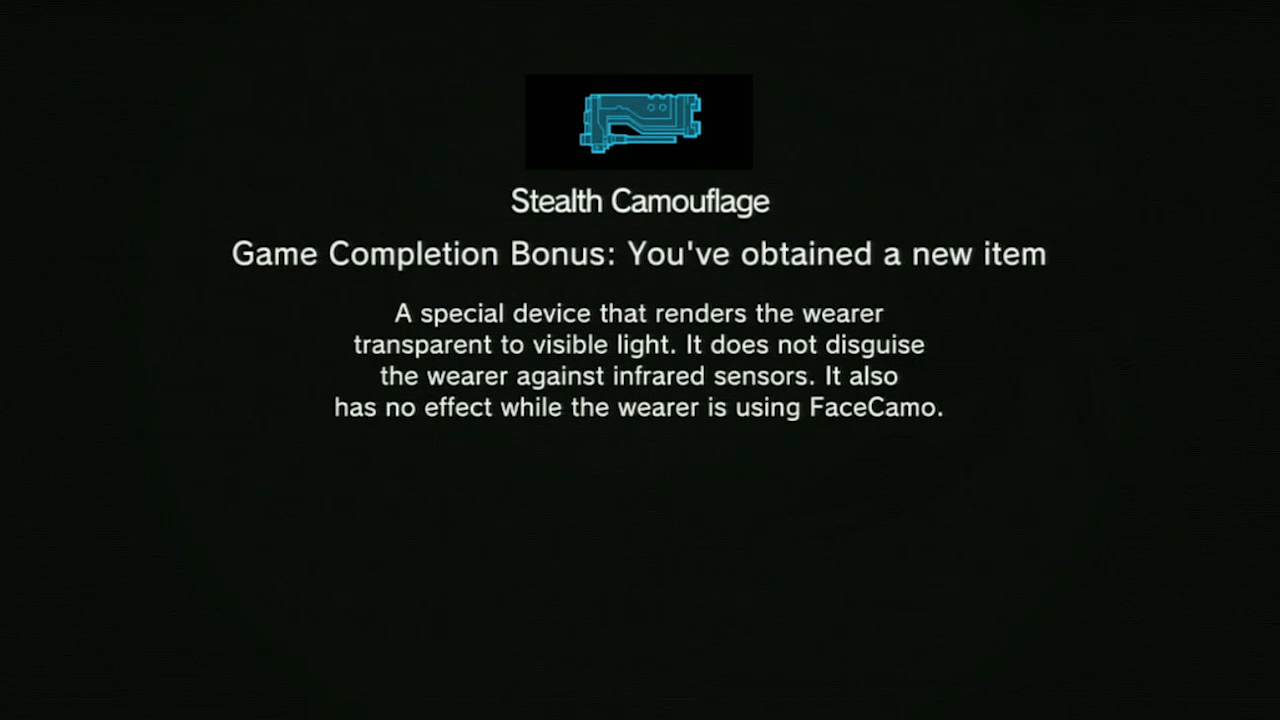 Stealth Camouflage
Game Completion Bonus: You've obtained a new item
A special device that renders the wearer
transparent to visible light. It does not disguise
the wearer against infrared sensors. It also
has no effect while the wearer is using FaceCamo.